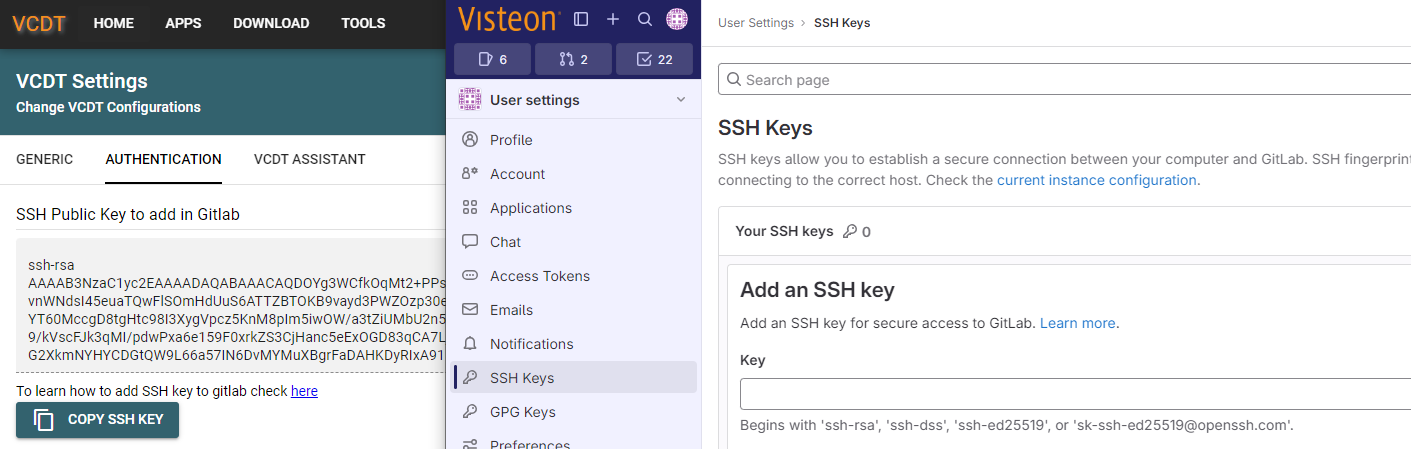 VCDT HOME APPS DOWNLOAD TOOLS
VCDT Settings
Change VCDT Configurations
GENERIC AUTHENTICATION VCDT ASSISTANT
SSH Public Key to add in Gitlab
ssh-rsa
AAAAB3NzaC1yc2EAAAADAQABAAACAQDOYg3WCfkOqMt2+PPs
vnWNdsI45euaTQwFlSOmHdUuS6ATTZBTOKB9vayd3PWZOzp30e
YT60MccgD8tgHtc98I3XygVpcz5KnM8pIm5iwOW/a3tZiUMbU2n5
9/kVscFJk3qMI/pdwPxa6e159F0xrkZS3CjHanc5eExOGD83qCA7L
G2XkmNYHYCDGtQW9L66a57IN6DvMYMuXBgrFaDAHKDyRIxA91
To learn how to add SSH key to gitlab check here
COPY SSH KEY
Visteon
6 2 22
User settings
Profile
Account
Applications
Chat
Access Tokens
Emails
Notifications
SSH Keys
GPG Keys
Preferences
User Settings › SSH Keys
Search page
SSH Keys
SSH keys allow you to establish a secure connection between your computer and GitLab. SSH fingerprint
connecting to the correct host. Check the current instance configuration.
Your SSH keys 0
Add an SSH key
Add an SSH key for secure access to GitLab. Learn more.
Key
Begins with 'ssh-rsa', 'ssh-dss', 'ssh-ed25519', or 'sk-ssh-ed25519@openssh.com'.